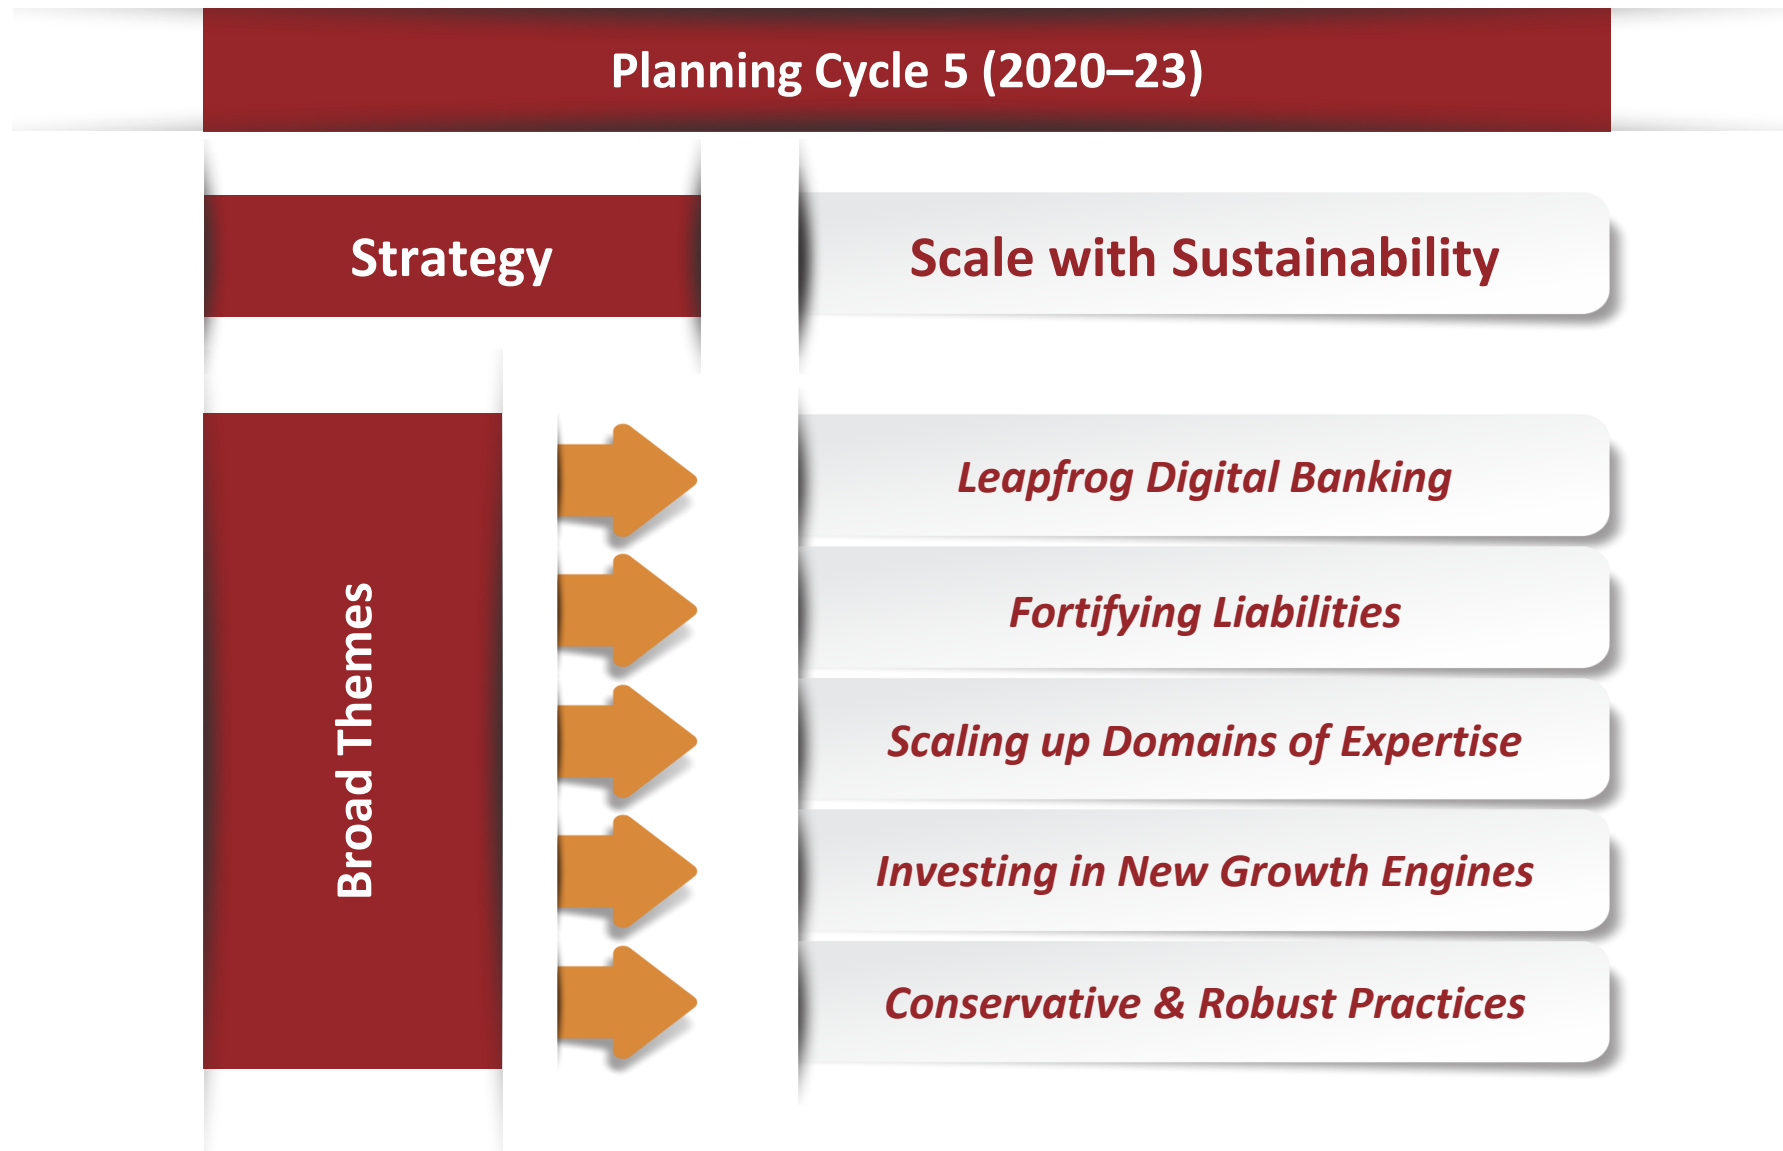 Planning Cycle 5 (2020–23)
Strategy
Scale with Sustainability
Broad Themes
Leapfrog Digital Banking
Fortifying Liabilities
Scaling up Domains of Expertise
Investing in New Growth Engines
Conservative & Robust Practices